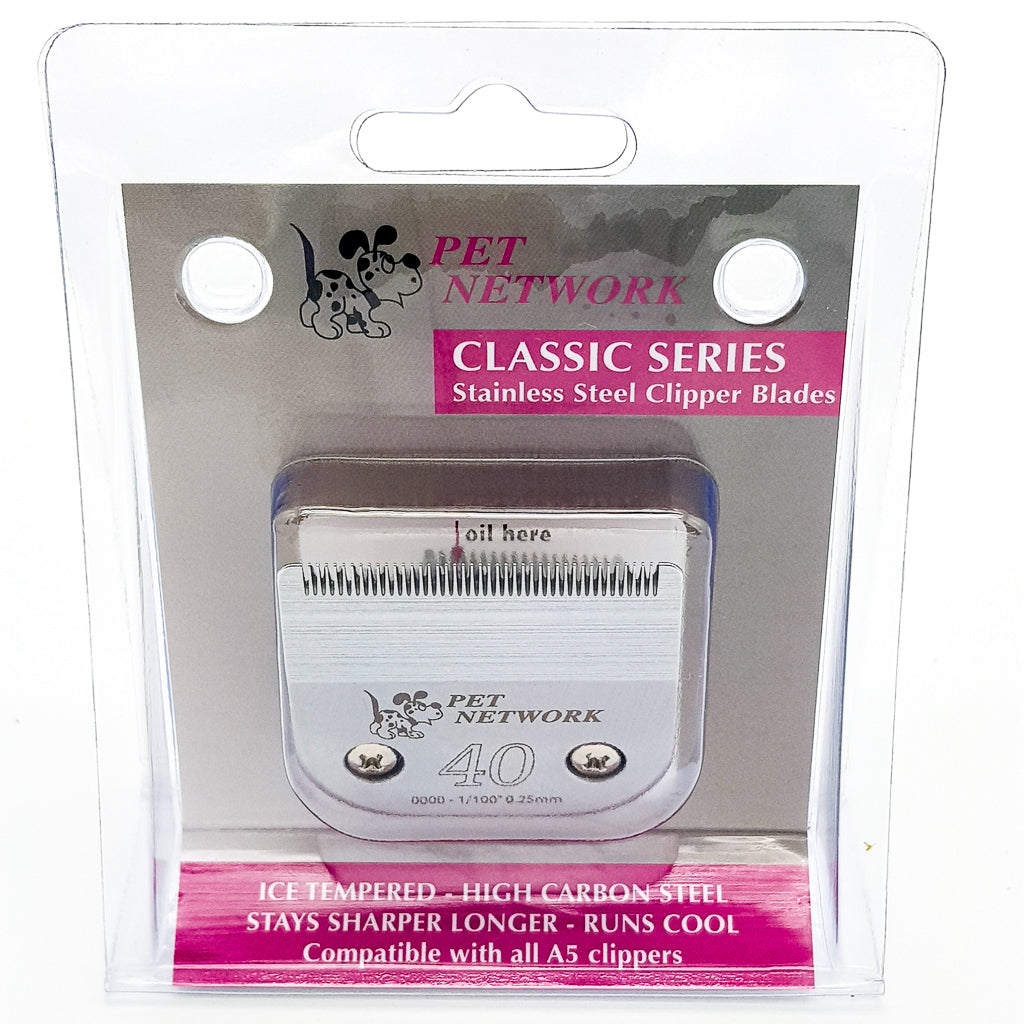 PET
NETWORK
CLASSIC SERIES
Stainless Steel Clipper Blades
oil here
PET
NETWORK
40
0000 - 1/100" 0.25mm
ICE TEMPERED - HIGH CARBON STEEL
STAYS SHARPER LONGER - RUNS COOL
Compatible with all A5 clippers